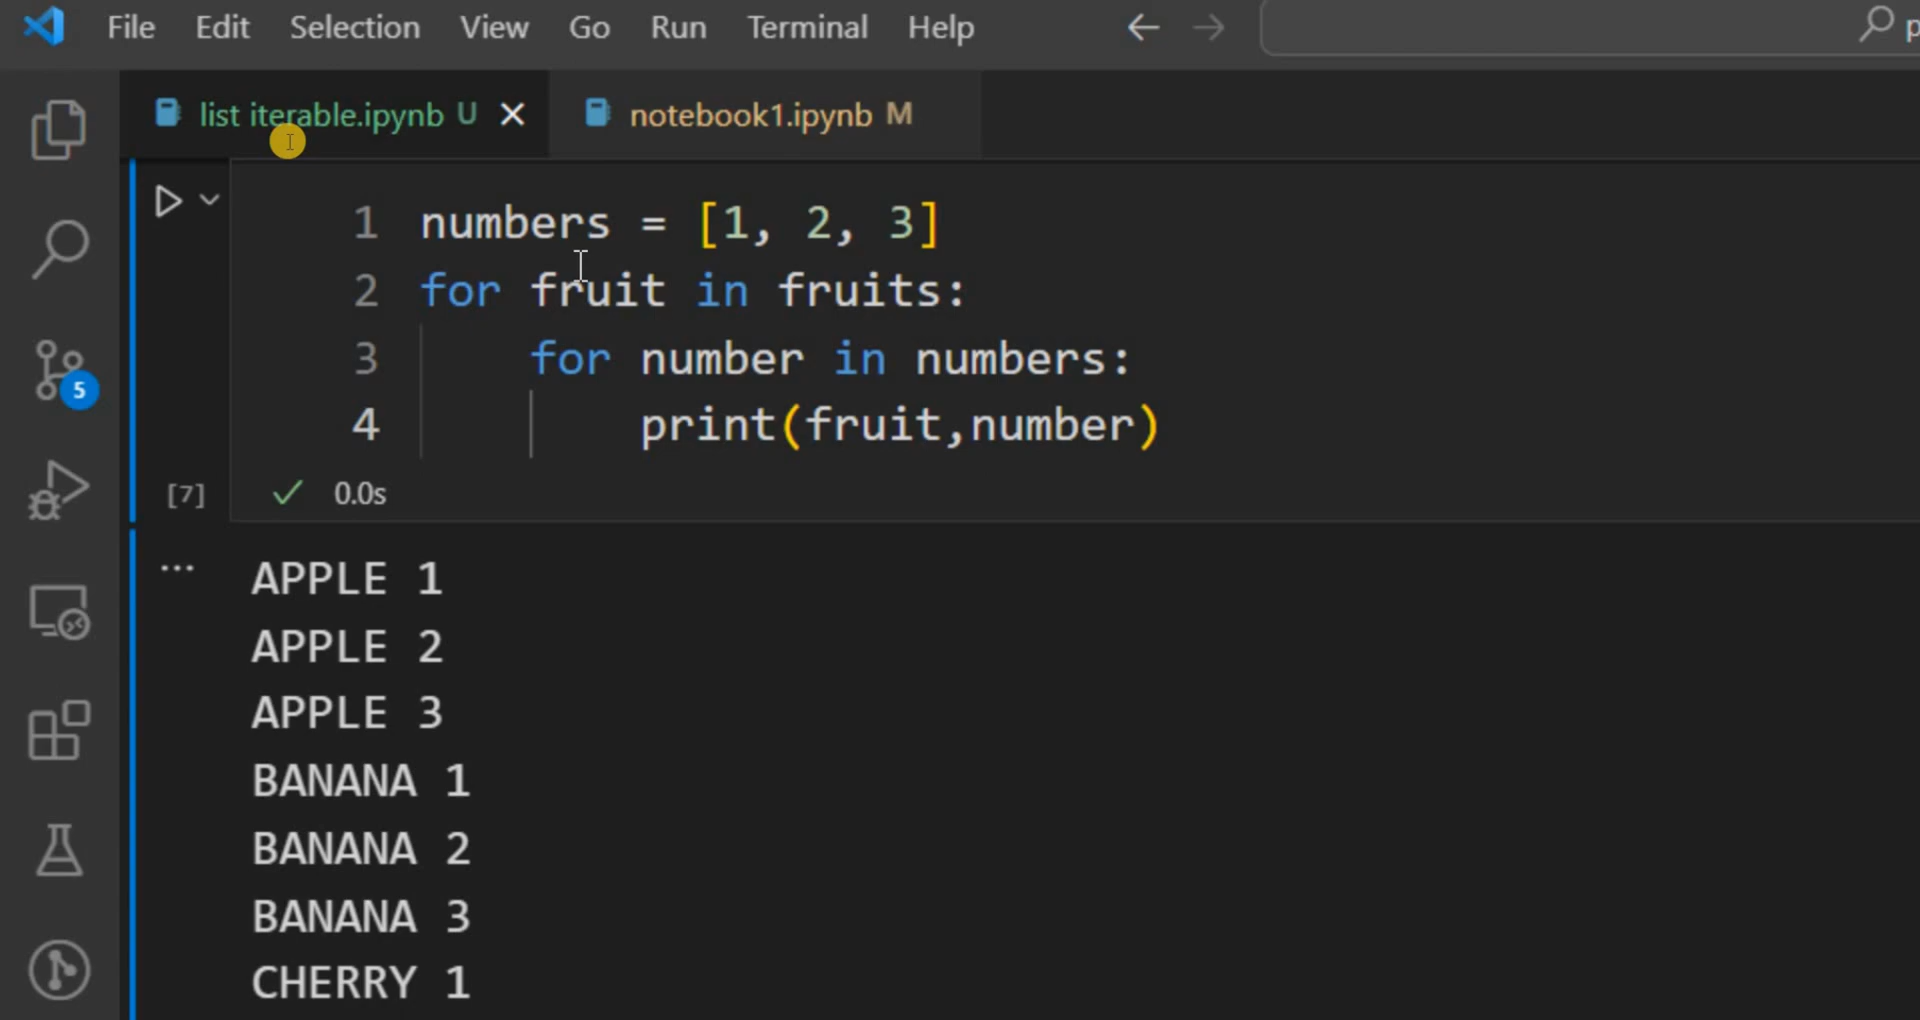 File Edit Selection View Go Run Terminal Help
list iterable.ipynb U notebook1.ipynb M
1 numbers = [1, 2, 3]
2 for fruit in fruits:
3 for number in numbers:
4 print(fruit,number)
[7] 0.0s
5
...
APPLE 1
APPLE 2
APPLE 3
BANANA 1
BANANA 2
BANANA 3
CHERRY 1